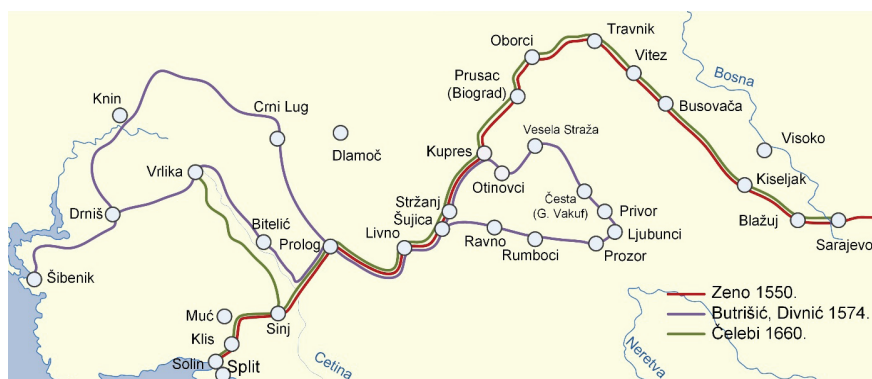 Travnik
Oborci
Vitez
Bosna
Prusac
(Biograd)
Knin
Crni Lug
Busovača
Dlamoč
Vesela Straža
Visoko
Vrlika
Kupres
Otinovci
Kiseljak
Stržanj
Česta
(G. Vakuf)
Privor
Drniš
Šujica
Bitelić
Prolog
Livno
Ljubunci
Blažuj
Ravno
Rumboci
Prozor
Sarajevo
Šibenik
Zeno 1550.
Muć
Sinj
Butrišić, Divnić 1574.
Klis
Čelebi 1660.
Solin
Split
Cetina
Neretva